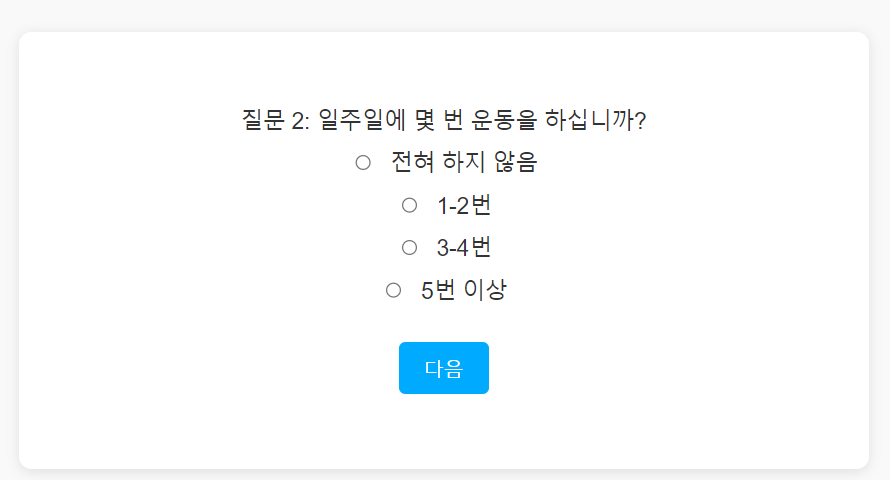 질문 2: 일주일에 몇 번 운동을 하십니까?
전혀 하지 않음
1-2번
3-4번
5번 이상
다음